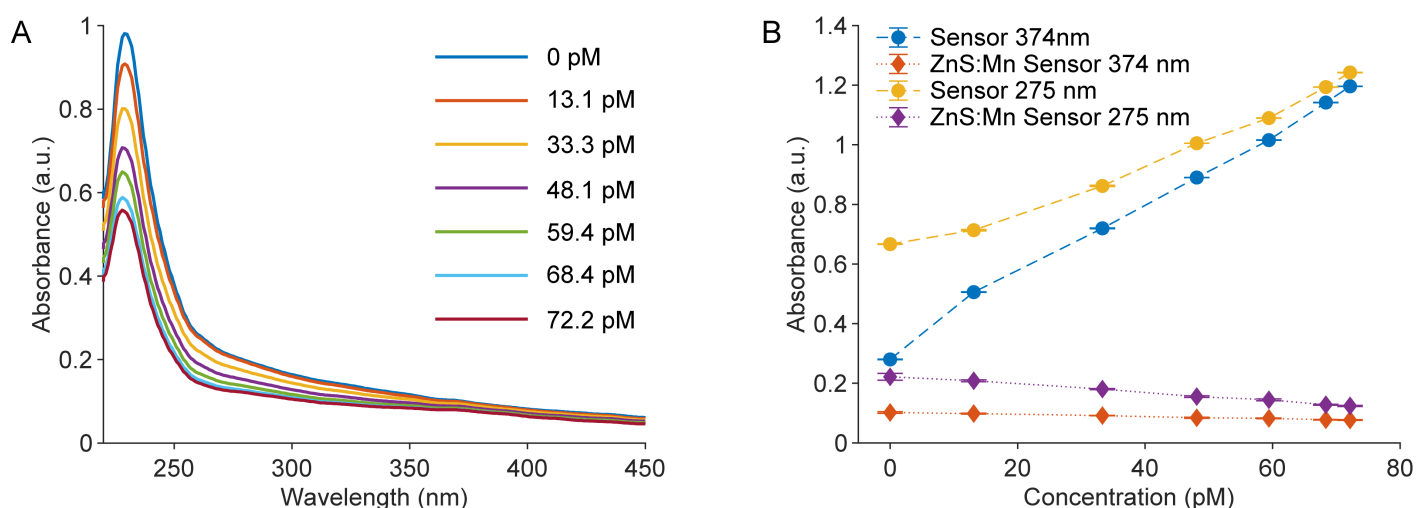 A
1
0.8
0.6
0.4
0.2
0
250
300
350
400
450
Absorbance (a.u.)
Wavelength (nm)
0 pM
13.1 pM
33.3 pM
48.1 pM
59.4 pM
68.4 pM
72.2 pM
B
1.4
1.2
1
0.8
0.6
0.4
0.2
0
0
20
40
60
80
Absorbance (a.u.)
Concentration (pM)
Sensor 374nm
ZnS:Mn Sensor 374 nm
Sensor 275 nm
ZnS:Mn Sensor 275 nm